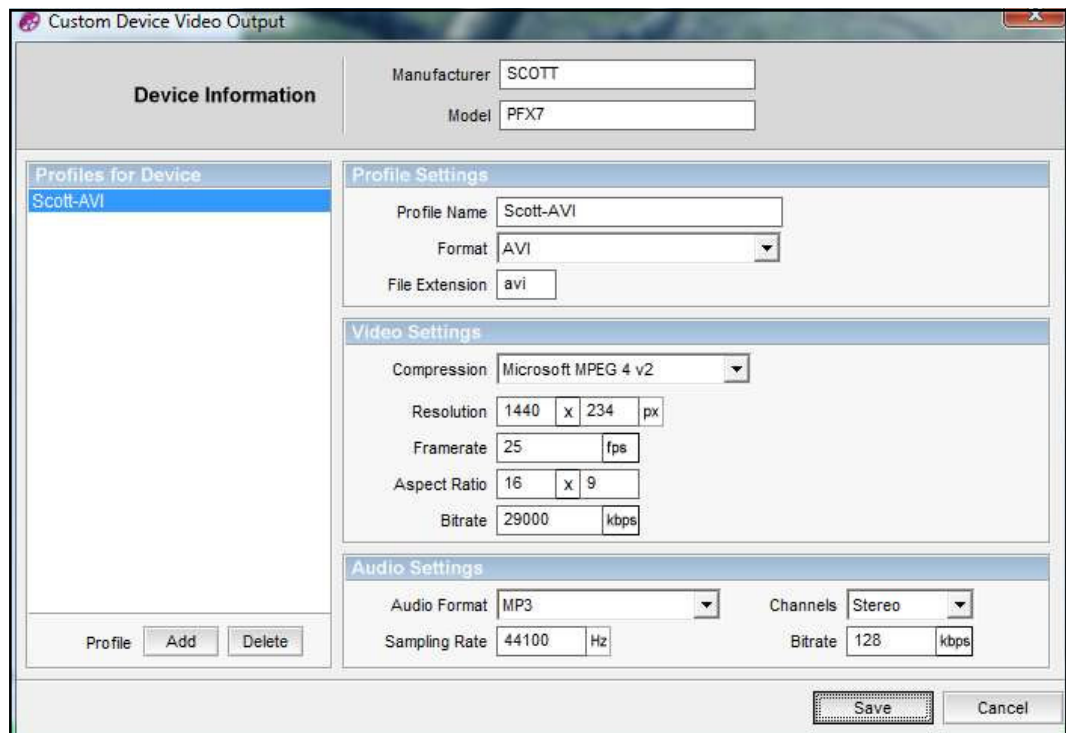 Custom Device Video Output
X
Device Information
Manufacturer SCOTT
Model PFX7
Profiles for Device
Scott-AVI
Profile Add Delete
Profile Settings
Profile Name Scott-AVI
Format AVI
File Extension avi
Video Settings
Compression Microsoft MPEG 4 v2
Resolution 1440 x 234 px
Framerate 25 fps
Aspect Ratio 16 x 9
Bitrate 29000 kbps
Audio Settings
Audio Format MP3 Channels Stereo
Sampling Rate 44100 Hz Bitrate 128 kbps
Save Cancel